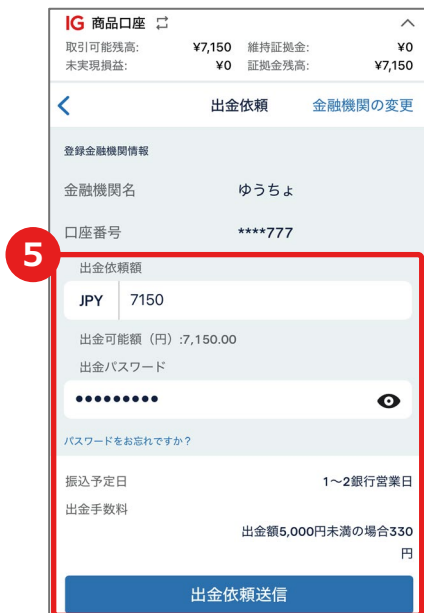 IG 商品口座
取引可能残高: ¥7,150 維持証拠金: ¥0
未実現損益: ¥0 証拠金残高: ¥7,150
出金依頼 金融機関の変更
登録金融機関情報
金融機関名 ゆうちょ
口座番号 ****777
5
出金依頼額
JPY 7150
出金可能額（円）:7,150.00
出金パスワード
•••••••••
パスワードをお忘れですか？
振込予定日 1〜2銀行営業日
出金手数料
出金額5,000円未満の場合330
円
出金依頼送信